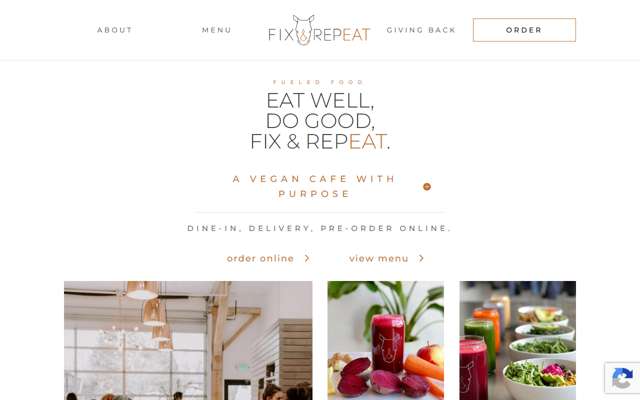 ABOUT
MENU
FIX & REPEAT
GIVING BACK
ORDER
FUELED FOOD
EAT WELL,
DO GOOD,
FIX & REPEAT.
A VEGAN CAFE WITH
PURPOSE
DINE-IN, DELIVERY, PRE-ORDER ONLINE.
order online
view menu